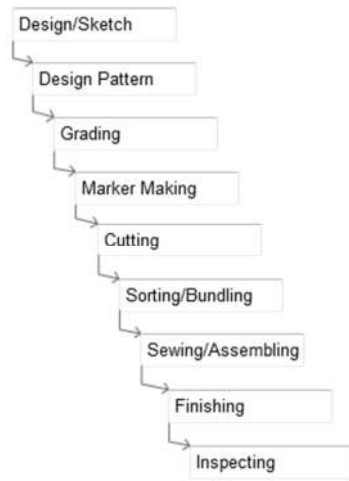 Design/Sketch
Design Pattern
Grading
Marker Making
Cutting
Sorting/Bundling
Sewing/Assembling
Finishing
Inspecting